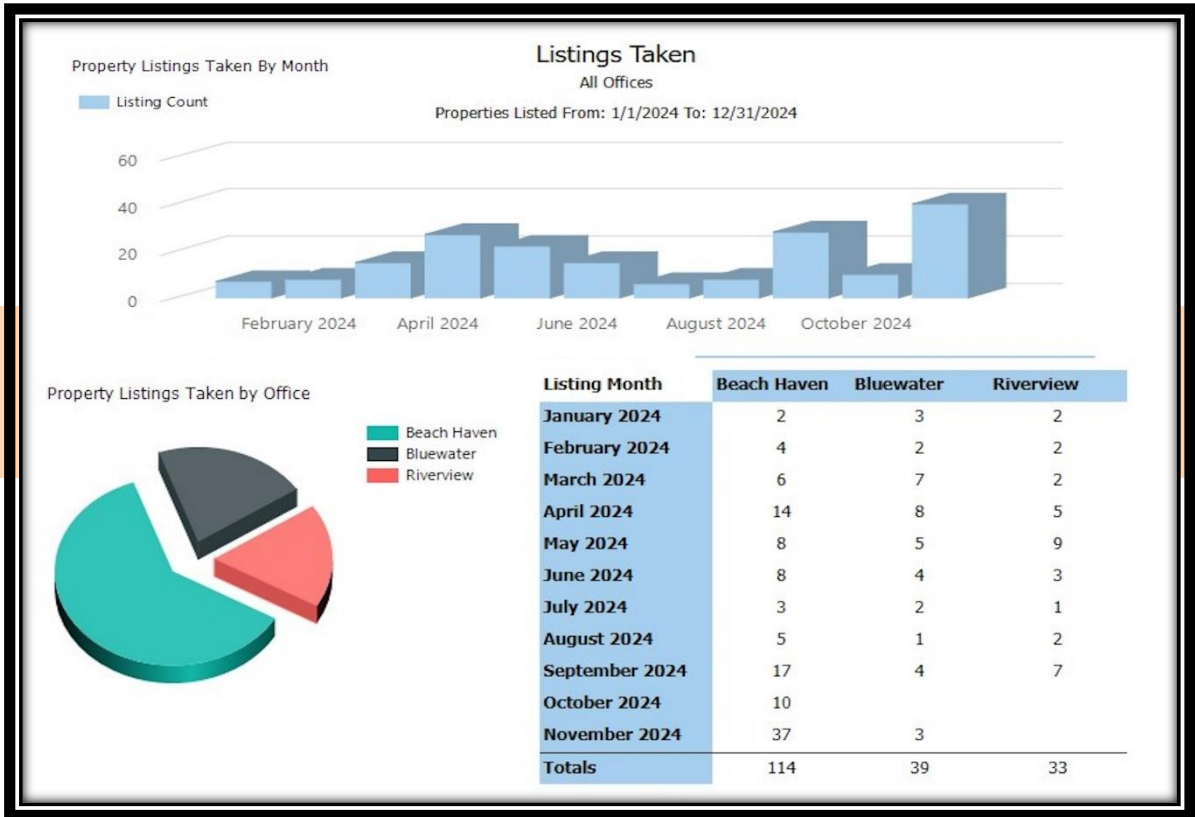 Listings Taken
All Offices
Properties Listed From: 1/1/2024 To: 12/31/2024
Property Listings Taken By Month
Listing Count
60
40
20
0
February 2024 April 2024 June 2024 August 2024 October 2024
Property Listings Taken by Office
Beach Haven
Bluewater
Riverview
Listing Month Beach Haven Bluewater Riverview
January 2024 2 3 2
February 2024 4 2 2
March 2024 6 7 2
April 2024 14 8 5
May 2024 8 5 9
June 2024 8 4 3
July 2024 3 2 1
August 2024 5 1 2
September 2024 17 4 7
October 2024 10
November 2024 37 3
Totals 114 39 33